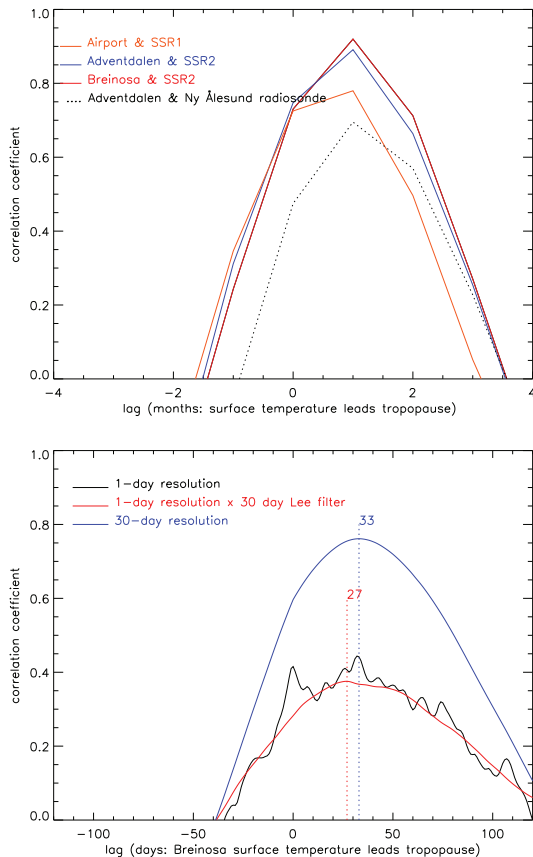 1.0
0.8
0.6
0.4
0.2
0.0
correlation coefficient
Airport & SSR1
Adventdalen & SSR2
Breinosa & SSR2
Adventdalen & Ny Ålesund radiosonde
-4 -2 0 2 4
lag (months: surface temperature leads tropopause)
1.0
0.8
0.6
0.4
0.2
0.0
correlation coefficient
1-day resolution
1-day resolution x 30 day Lee filter
30-day resolution
33
27
-100 -50 0 50 100
lag (days: Breinosa surface temperature leads tropopause)